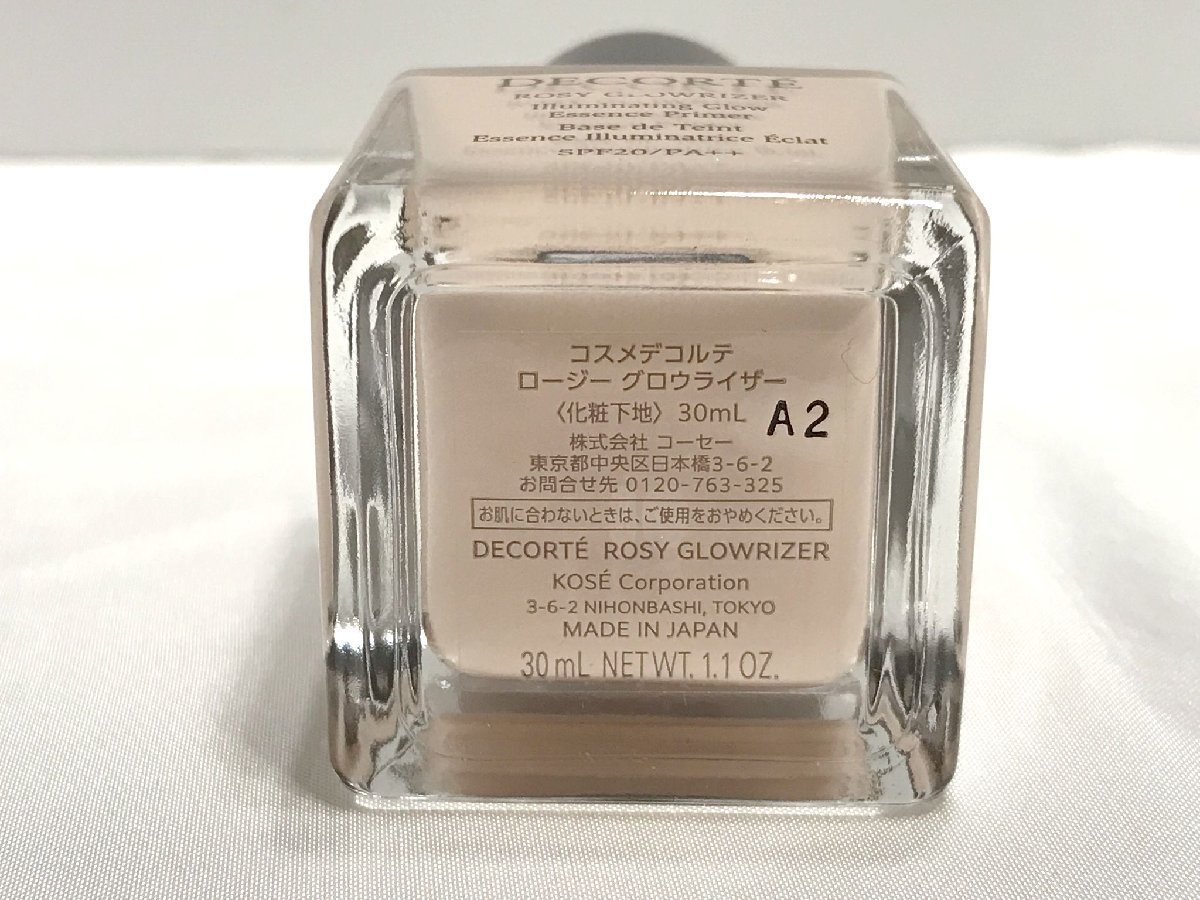 DECORTÉ
ROSY GLOWRIZER
Illuminating Glow
Essence Primer
Base de Teint
Essence Illuminatrice Éclat
SPF20/PA++
コスメデコルテ
ロージー グロウライザー
〈化粧下地〉 30mL A2
株式会社 コーセー
東京都中央区日本橋3-6-2
お問合せ先 0120-763-325
お肌に合わないときは、ご使用をおやめください。
DECORTÉ ROSY GLOWRIZER
KOSÉ Corporation
3-6-2 NIHONBASHI, TOKYO
MADE IN JAPAN
30 mL NET WT. 1.1 OZ.